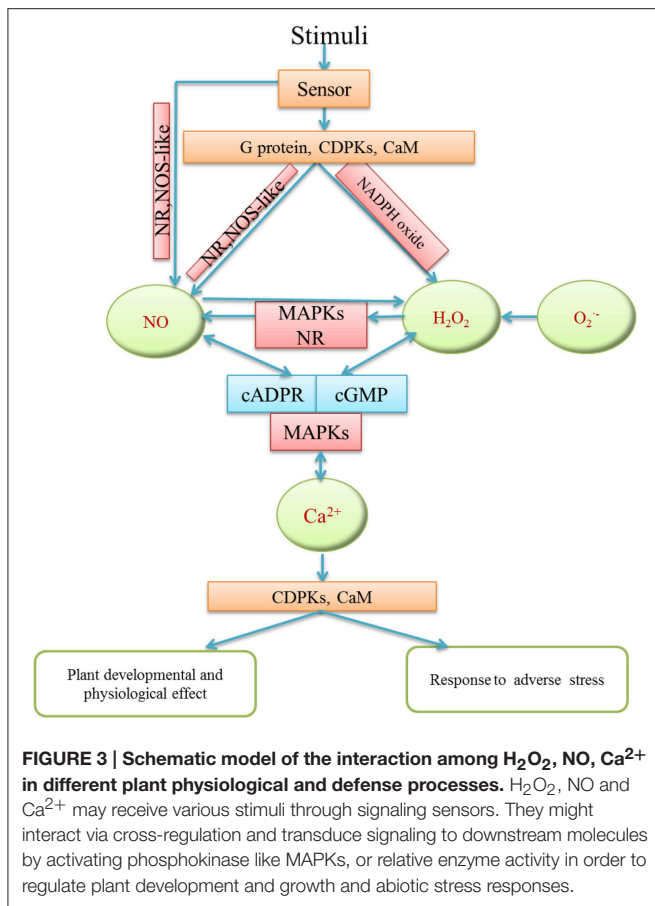 Stimuli
Sensor
G protein, CDPKs, CaM
NR,NOS-like
NR,NOS-like
NADPH oxide
NO
MAPKs
NR
H₂O₂
O₂·⁻
cADPR
cGMP
MAPKs
Ca²⁺
CDPKs, CaM
Plant developmental and
physiological effect
Response to adverse stress
FIGURE 3 | Schematic model of the interaction among H₂O₂, NO, Ca²⁺
in different plant physiological and defense processes. H₂O₂, NO and
Ca²⁺ may receive various stimuli through signaling sensors. They might
interact via cross-regulation and transduce signaling to downstream molecules
by activating phosphokinase like MAPKs, or relative enzyme activity in order to
regulate plant development and growth and abiotic stress responses.